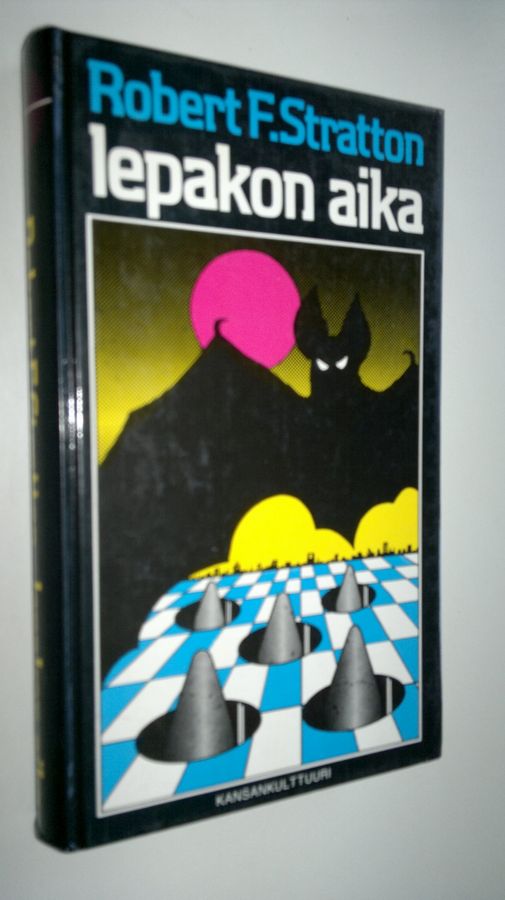 Robert F. Stratton
lepakon aika
KANSANKULTTUURI